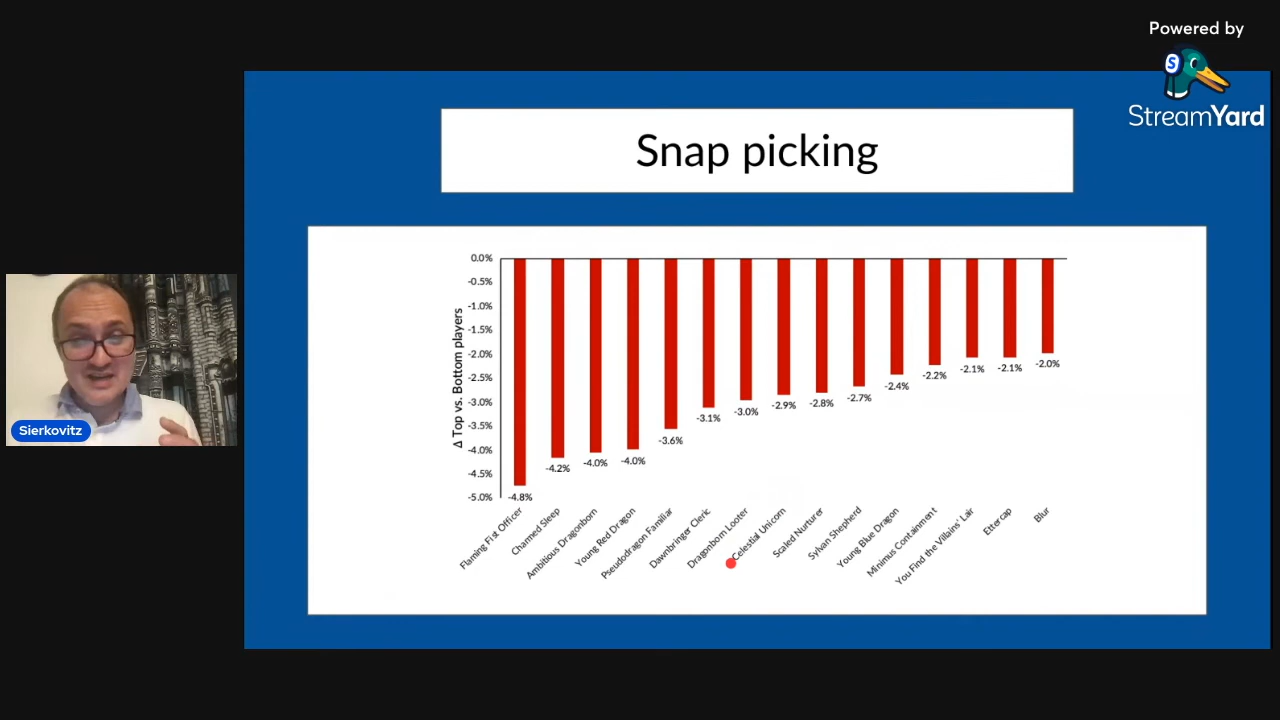 Powered by
StreamYard
Snap picking
Δ Top vs. Bottom players
0.0%
-0.5%
-1.0%
-1.5%
-2.0%
-2.5%
-3.0%
-3.5%
-4.0%
-4.5%
-5.0%
-4.8%
-4.2%
-4.0%
-4.0%
-3.6%
-3.1%
-3.0%
-2.9%
-2.8%
-2.7%
-2.4%
-2.2%
-2.1%
-2.1%
-2.0%
Flaming Fist Officer
Charmed Sleep
Ambitious Dragonborn
Young Red Dragon
Pseudodragon Familiar
Dawnbringer Cleric
Dragonborn Looter
Celestial Unicorn
Scaled Nurturer
Sylvan Shepherd
Young Blue Dragon
Minimus Containment
You Find the Villains' Lair
Ettercap
Blur
Sierkovitz